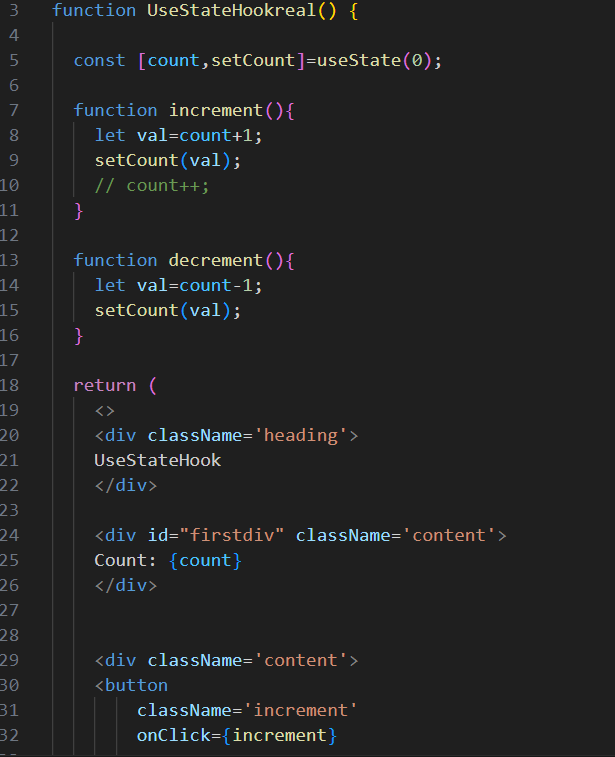 3 function UseStateHookreal() {
4
5 const [count,setCount]=useState(0);
6
7 function increment(){
8 let val=count+1;
9 setCount(val);
10 // count++;
11 }
12
13 function decrement(){
14 let val=count-1;
15 setCount(val);
16 }
17
18 return (
19 <>
20 <div className='heading'>
21 UseStateHook
22 </div>
23
24 <div id="firstdiv" className='content'>
25 Count: {count}
26 </div>
27
28
29 <div className='content'>
30 <button
31 className='increment'
32 onClick={increment}